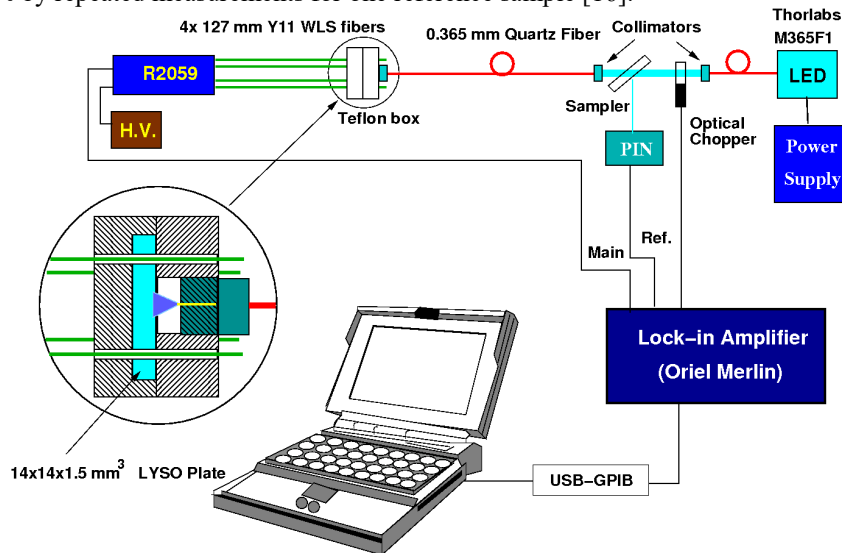 t by repeated measurements for one reference sample [10].
4x 127 mm Y11 WLS fibers
Thorlabs
M365F1
0.365 mm Quartz Fiber
Collimators
R2059
LED
H.V.
Teflon box
Sampler
Optical
Chopper
PIN
Power
Supply
Main
Ref.
Lock-in Amplifier
(Oriel Merlin)
14x14x1.5 mm³ LYSO Plate
USB-GPIB